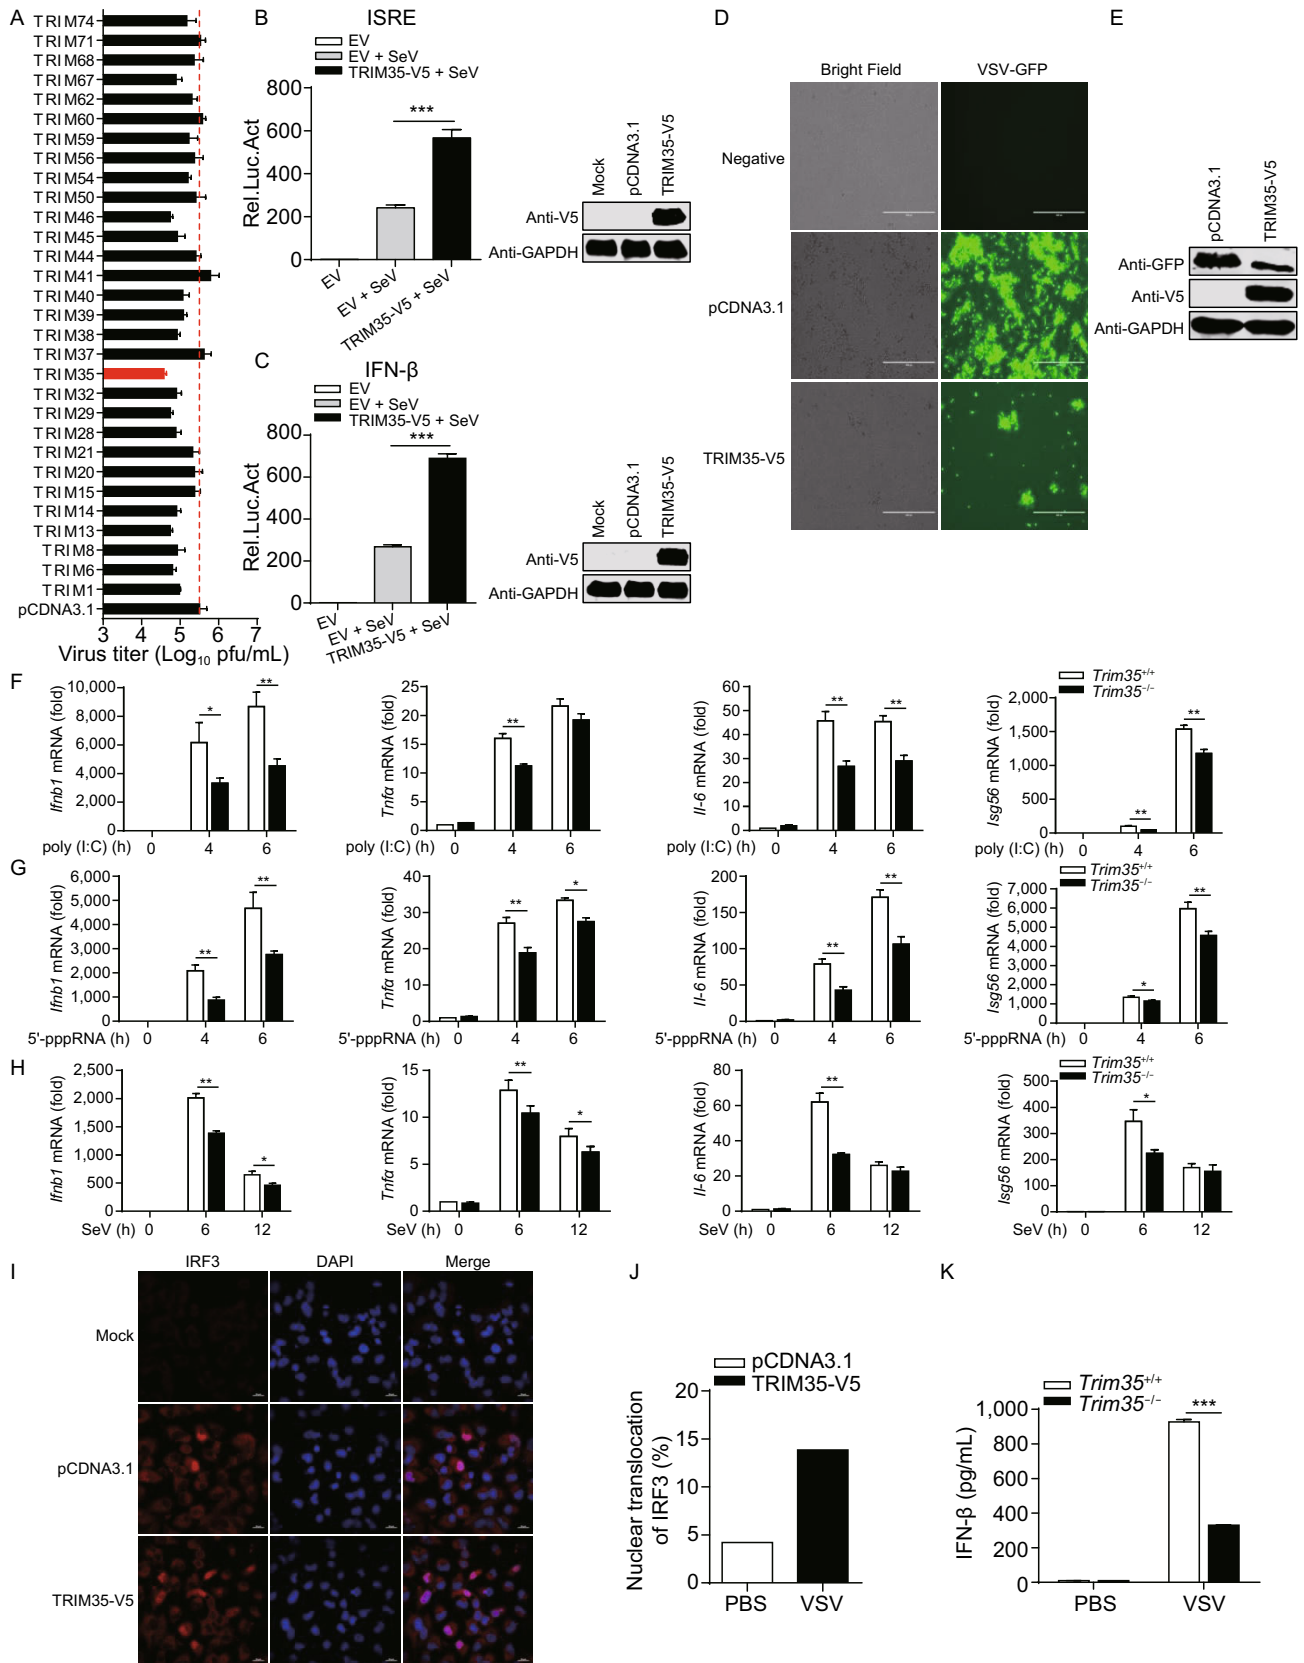 A
TRIM74
TRIM71
TRIM68
TRIM67
TRIM62
TRIM60
TRIM59
TRIM56
TRIM54
TRIM50
TRIM46
TRIM45
TRIM44
TRIM41
TRIM40
TRIM39
TRIM38
TRIM37
TRIM35
TRIM32
TRIM29
TRIM28
TRIM21
TRIM20
TRIM15
TRIM14
TRIM13
TRIM8
TRIM6
TRIM1
pCDNA3.1
3 4 5 6 7
Virus titer (Log₁₀ pfu/mL)
B
ISRE
EV
EV + SeV
TRIM35-V5 + SeV
Rel.Luc.Act
800
600
400
200
0
***
EV
EV + SeV
TRIM35-V5 + SeV
Mock
pCDNA3.1
TRIM35-V5
Anti-V5
Anti-GAPDH
C
IFN-β
EV
EV + SeV
TRIM35-V5 + SeV
Rel.Luc.Act
800
600
400
200
0
***
EV
EV + SeV
TRIM35-V5 + SeV
Mock
pCDNA3.1
TRIM35-V5
Anti-V5
Anti-GAPDH
D
Bright Field VSV-GFP
Negative
pCDNA3.1
TRIM35-V5
E
pCDNA3.1
TRIM35-V5
Anti-GFP
Anti-V5
Anti-GAPDH
F
Ifnb1 mRNA (fold)
10,000
8,000
6,000
4,000
2,000
0
* **
poly (I:C) (h) 0 4 6
Tnfα mRNA (fold)
25
20
15
10
5
0
**
poly (I:C) (h) 0 4 6
Il-6 mRNA (fold)
60
50
40
30
20
10
0
** **
poly (I:C) (h) 0 4 6
Trim35⁺/⁺
Trim35⁻/⁻
Isg56 mRNA (fold)
2,000
1,500
1,000
500
0
** **
poly (I:C) (h) 0 4 6
G
Ifnb1 mRNA (fold)
6,000
5,000
4,000
3,000
2,000
1,000
0
** **
5'-pppRNA (h) 0 4 6
Tnfα mRNA (fold)
40
30
20
10
0
** *
5'-pppRNA (h) 0 4 6
Il-6 mRNA (fold)
200
150
100
50
0
** **
5'-pppRNA (h) 0 4 6
Trim35⁺/⁺
Trim35⁻/⁻
Isg56 mRNA (fold)
7,000
6,000
5,000
4,000
3,000
2,000
1,000
0
* **
5'-pppRNA (h) 0 4 6
H
Ifnb1 mRNA (fold)
2,500
2,000
1,500
1,000
500
0
** *
SeV (h) 0 6 12
Tnfα mRNA (fold)
15
10
5
0
** *
SeV (h) 0 6 12
Il-6 mRNA (fold)
80
60
40
20
0
**
SeV (h) 0 6 12
Trim35⁺/⁺
Trim35⁻/⁻
Isg56 mRNA (fold)
500
400
300
200
100
0
*
SeV (h) 0 6 12
I
IRF3 DAPI Merge
Mock
pCDNA3.1
TRIM35-V5
J
pCDNA3.1
TRIM35-V5
Nuclear translocation
of IRF3 (%)
20
15
10
5
0
PBS VSV
K
Trim35⁺/⁺
Trim35⁻/⁻
IFN-β (pg/mL)
1,000
800
600
400
200
0
***
PBS VSV